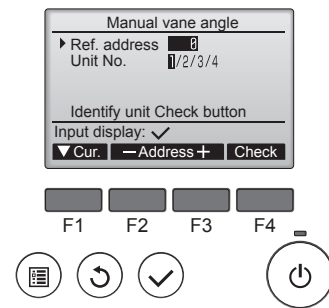 Manual vane angle
Ref. address 0
Unit No. 1/2/3/4
Identify unit Check button
Input display: ✓
▼ Cur. − Address + Check
F1 F2 F3 F4